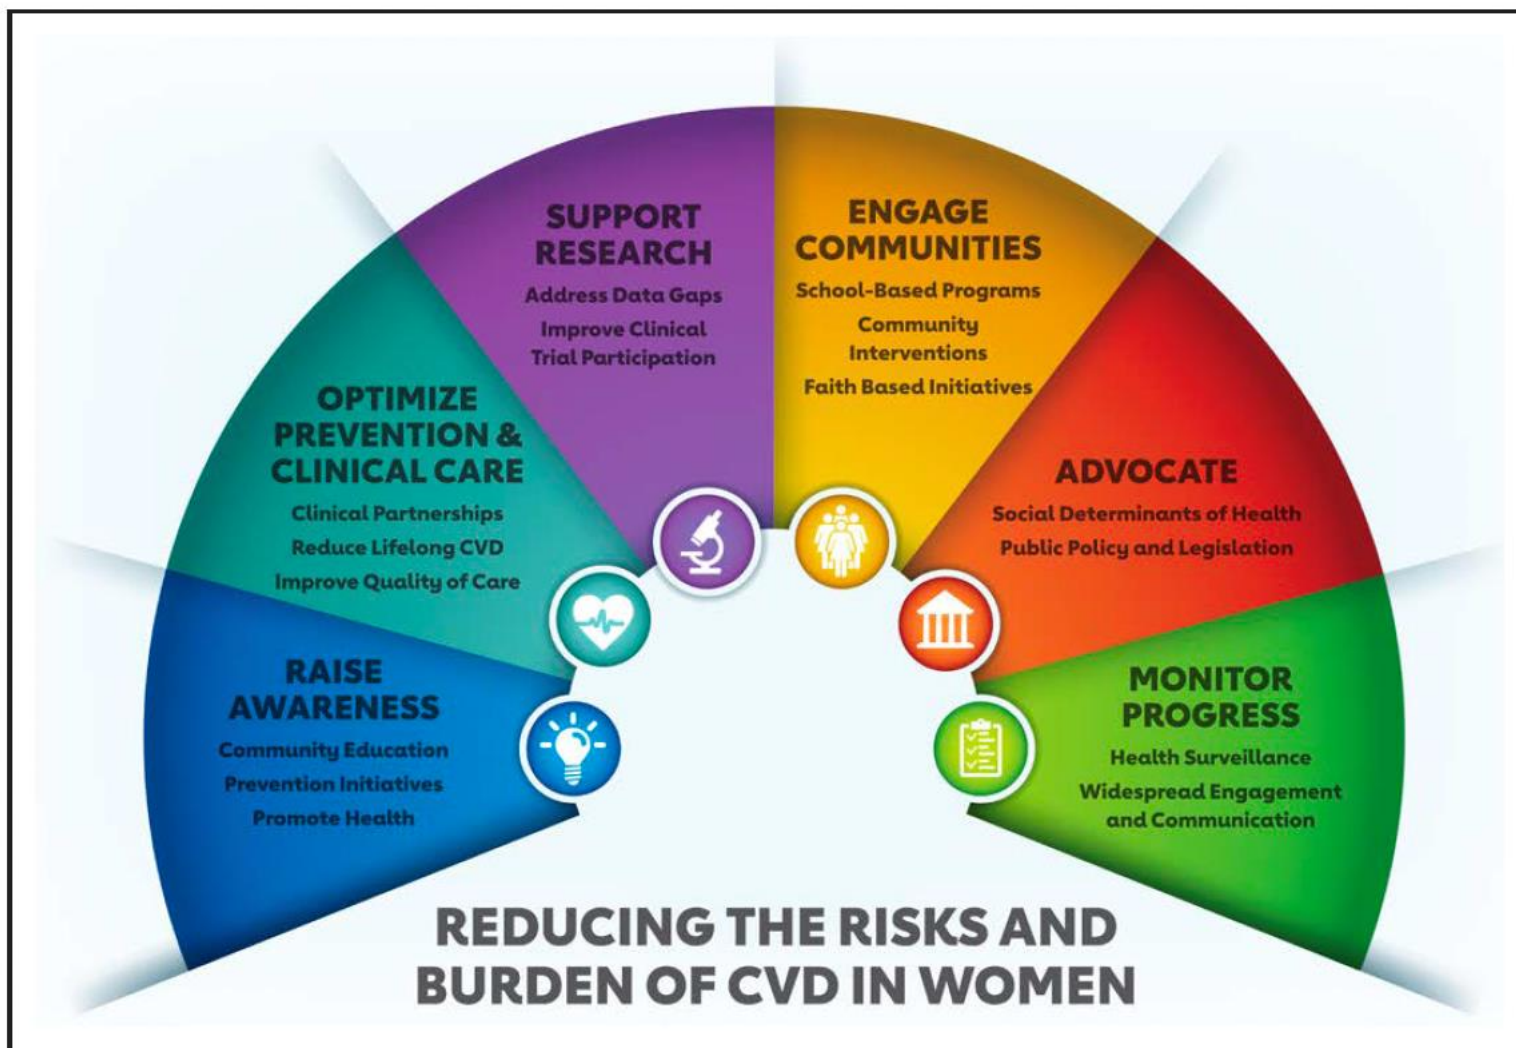 RAISE
AWARENESS
Community Education
Prevention Initiatives
Promote Health
OPTIMIZE
PREVENTION &
CLINICAL CARE
Clinical Partnerships
Reduce Lifelong CVD
Improve Quality of Care
SUPPORT
RESEARCH
Address Data Gaps
Improve Clinical
Trial Participation
ENGAGE
COMMUNITIES
School-Based Programs
Community
Interventions
Faith Based Initiatives
ADVOCATE
Social Determinants of Health
Public Policy and Legislation
MONITOR
PROGRESS
Health Surveillance
Widespread Engagement
and Communication
REDUCING THE RISKS AND
BURDEN OF CVD IN WOMEN